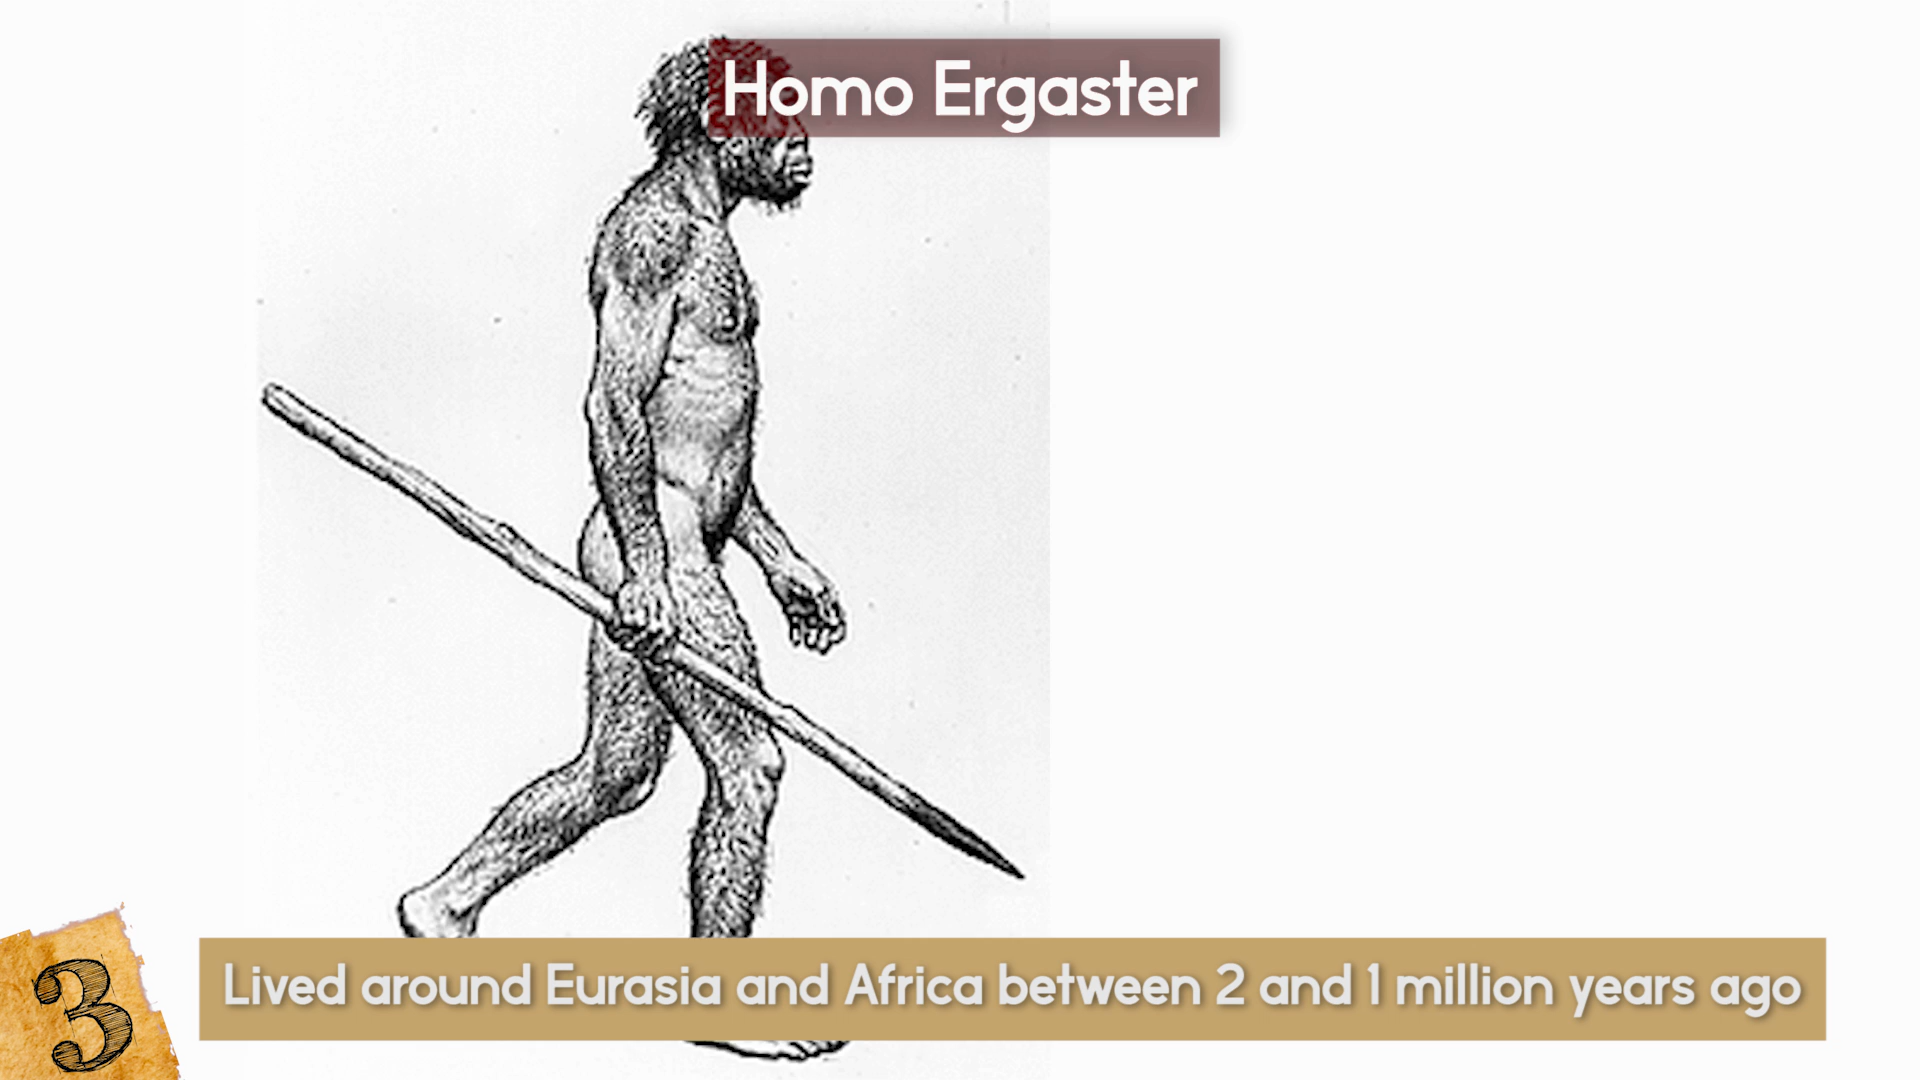 Homo Ergaster
Lived around Eurasia and Africa between 2 and 1 million years ago
3